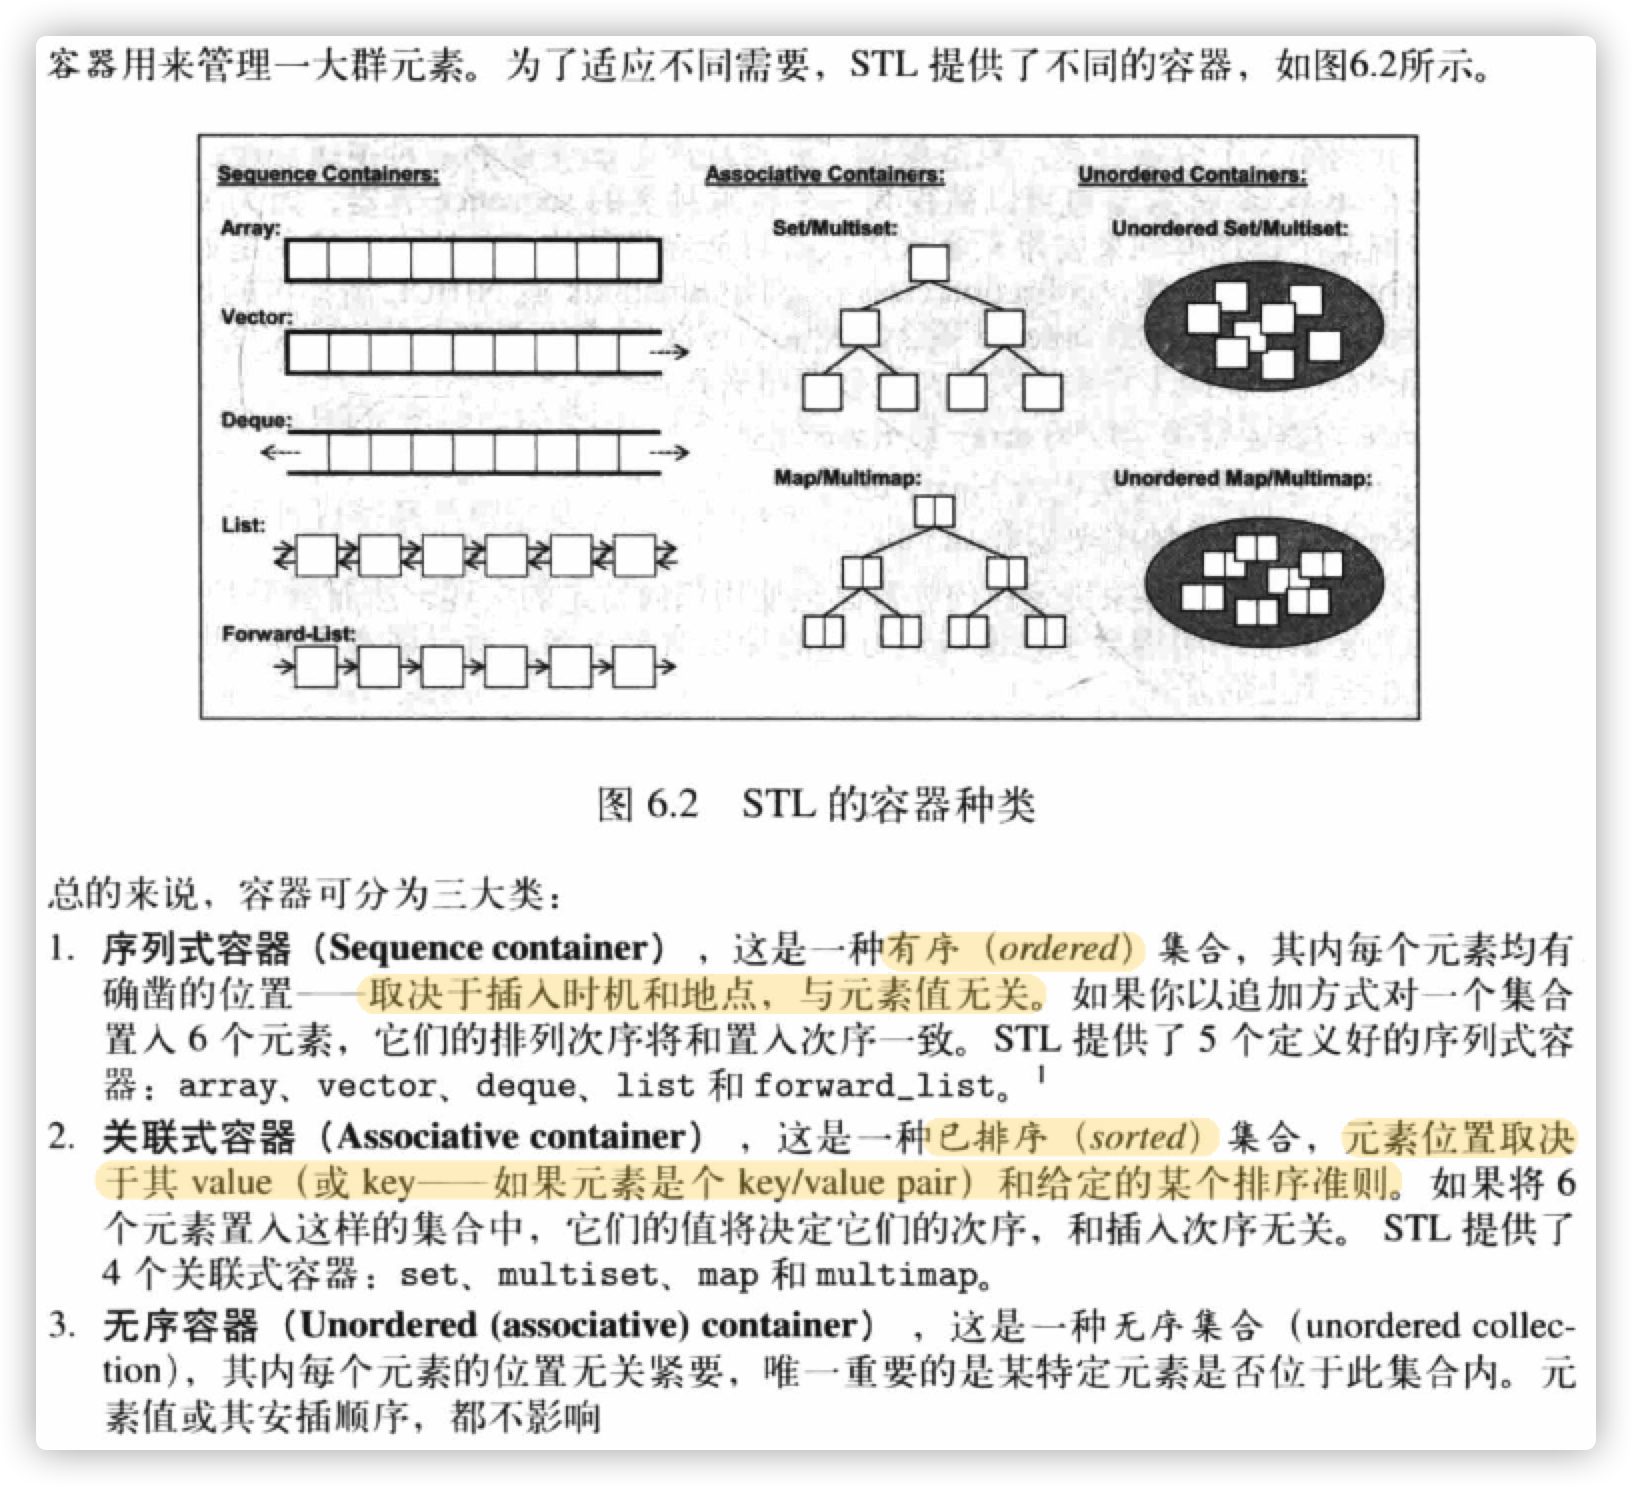 容器用来管理一大群元素。为了适应不同需要，STL 提供了不同的容器，如图6.2所示。
Sequence Containers:
Array:
Vector:
Deque:
List:
Forward-List:
Associative Containers:
Set/Multiset:
Map/Multimap:
Unordered Containers:
Unordered Set/Multiset:
Unordered Map/Multimap:
图 6.2 STL 的容器种类
总的来说，容器可分为三大类：
1. 序列式容器（Sequence container），这是一种有序（ordered）集合，其内每个元素均有
确凿的位置——取决于插入时机和地点，与元素值无关。如果你以追加方式对一个集合
置入 6 个元素，它们的排列次序将和置入次序一致。STL 提供了 5 个定义好的序列式容
器：array、vector、deque、list 和 forward_list。1
2. 关联式容器（Associative container），这是一种已排序（sorted）集合，元素位置取决
于其 value（或 key——如果元素是个 key/value pair）和给定的某个排序准则。如果将 6
个元素置入这样的集合中，它们的值将决定它们的次序，和插入次序无关。STL 提供了
4 个关联式容器：set、multiset、map 和 multimap。
3. 无序容器（Unordered (associative) container），这是一种无序集合（unordered collec-
tion），其内每个元素的位置无关紧要，唯一重要的是某特定元素是否位于此集合内。元
素值或其安插顺序，都不影响